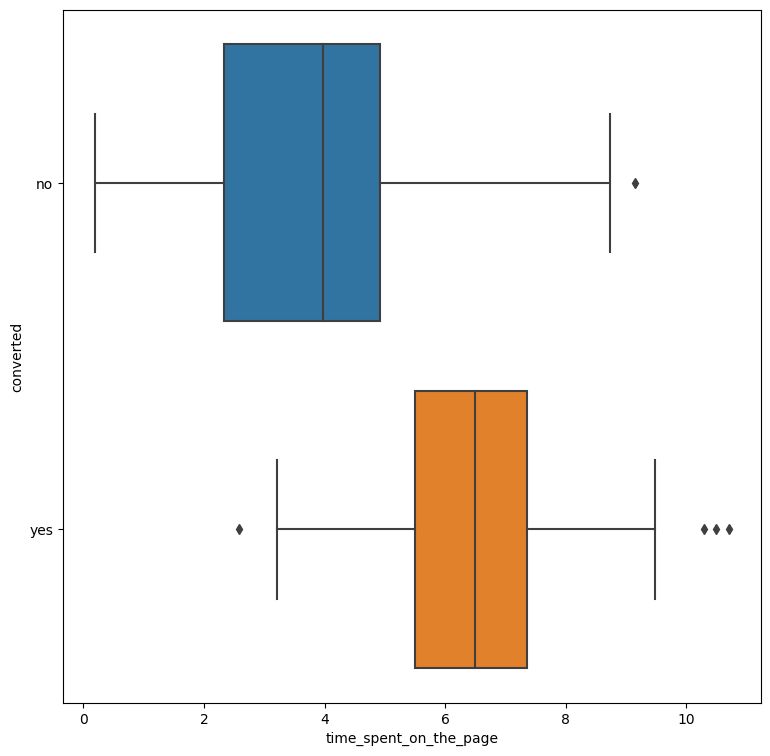 no
converted
yes
0 2 4 6 8 10
time_spent_on_the_page